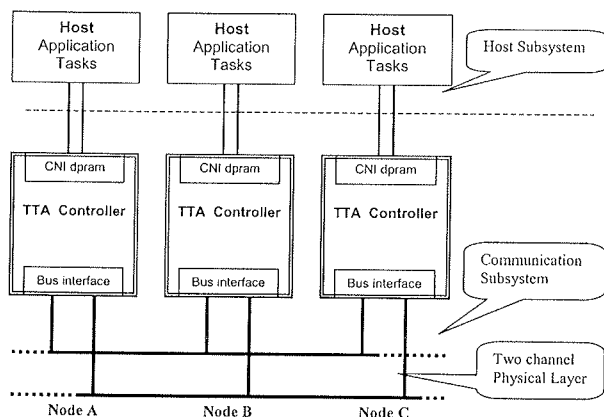 Host
Application
Tasks
Host
Application
Tasks
Host
Application
Tasks
Host Subsystem
CNI dpram
TTA Controller
Bus interface
CNI dpram
TTA Controller
Bus interface
CNI dpram
TTA Controller
Bus interface
Communication
Subsystem
Two channel
Physical Layer
Node A
Node B
Node C